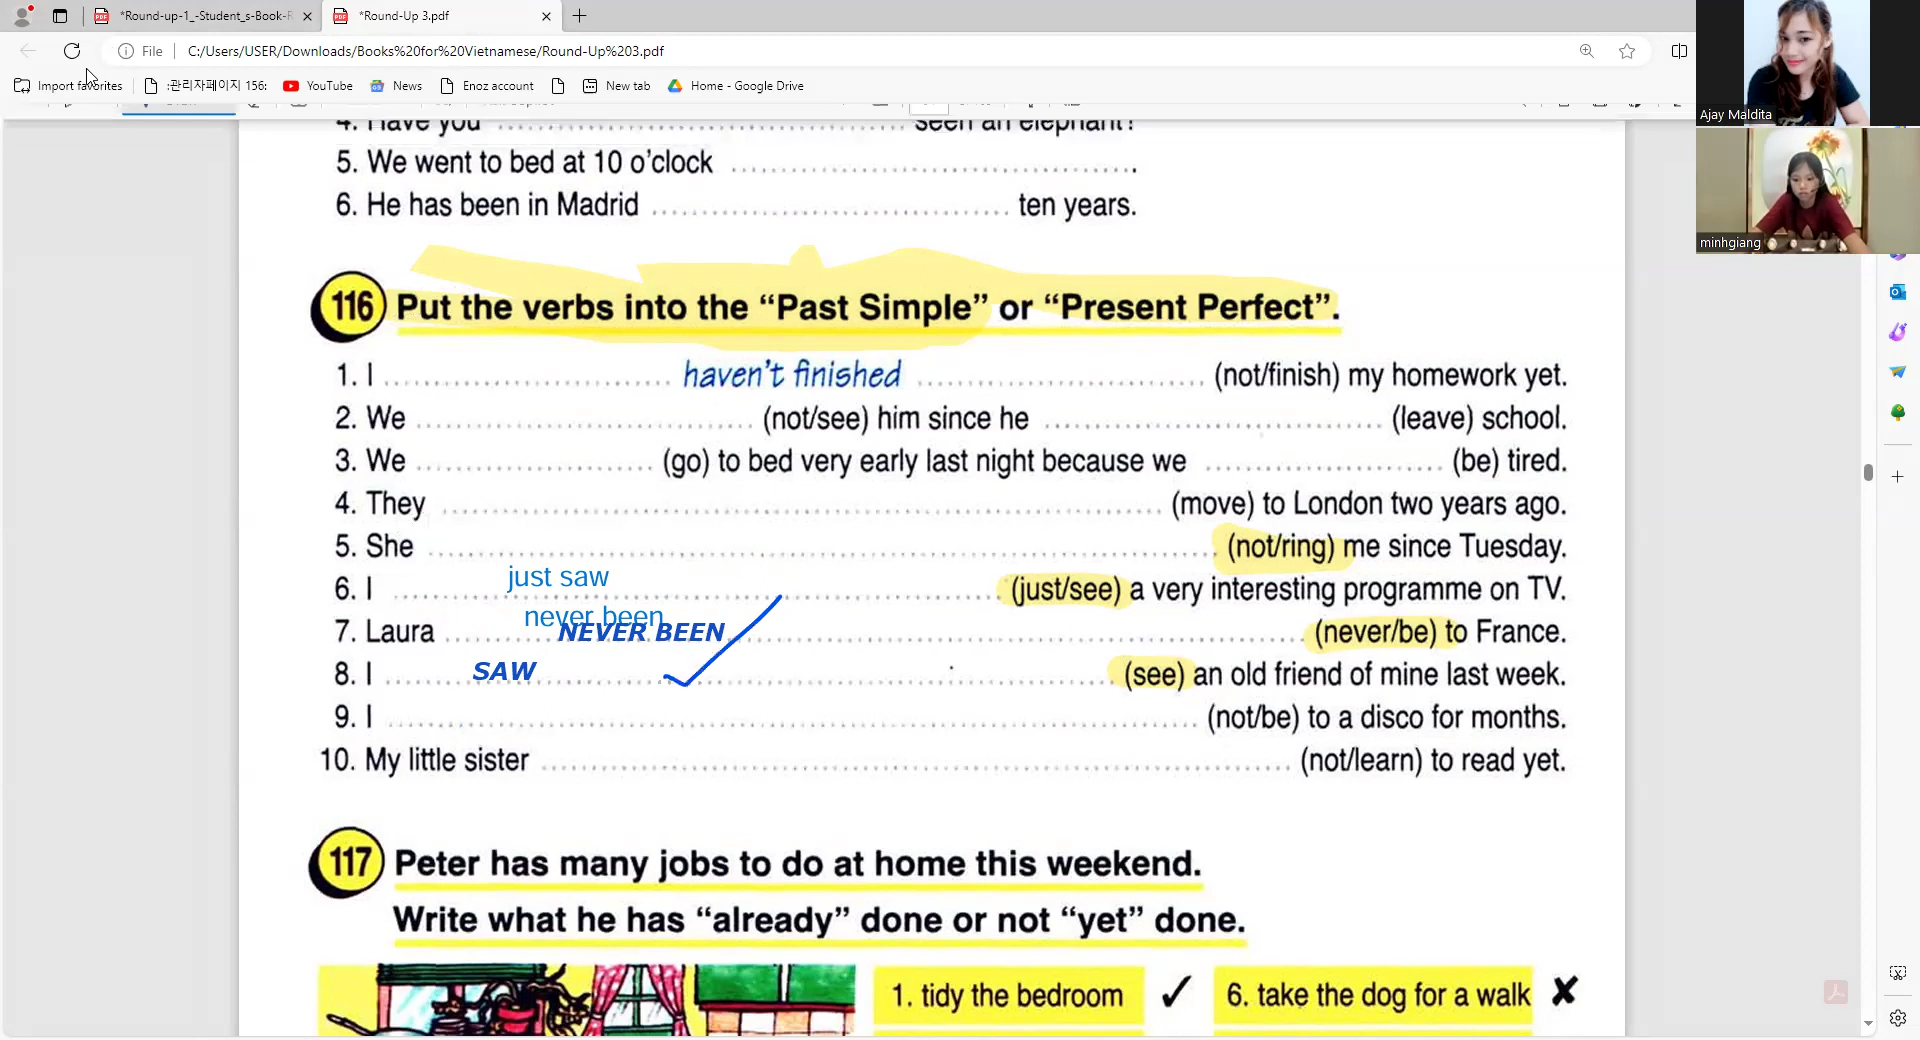 *Round-up-1_-Student_s-Book-R
*Round-Up 3.pdf
File
C:/Users/USER/Downloads/Books%20for%20Vietnamese/Round-Up%203.pdf
Import favorites
:관리자페이지 156:
YouTube
News
Enoz account
New tab
Home - Google Drive
Ajay Maldita
minhgiang
4. Have you ........ seen an elephant?
5. We went to bed at 10 o'clock ........ .
6. He has been in Madrid ........ ten years.
116 Put the verbs into the “Past Simple” or “Present Perfect”.
1. I ........ haven't finished ........ (not/finish) my homework yet.
2. We ........ (not/see) him since he ........ (leave) school.
3. We ........ (go) to bed very early last night because we ........ (be) tired.
4. They ........ (move) to London two years ago.
5. She ........ (not/ring) me since Tuesday.
just saw
6. I ........ (just/see) a very interesting programme on TV.
never been
7. Laura ........ NEVER BEEN ........ (never/be) to France.
8. I ........ SAW ........ (see) an old friend of mine last week.
9. I ........ (not/be) to a disco for months.
10. My little sister ........ (not/learn) to read yet.
117 Peter has many jobs to do at home this weekend.
Write what he has “already” done or not “yet” done.
1. tidy the bedroom ✓
6. take the dog for a walk ✘